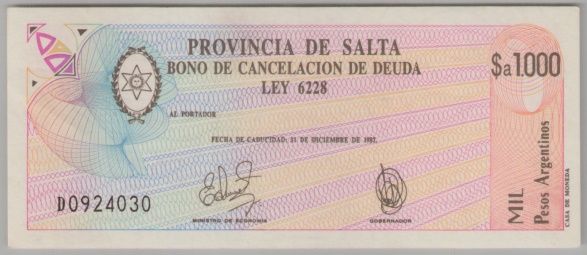 PROVINCIA DE SALTA
BONO DE CANCELACION DE DEUDA
LEY 6228
$a 1.000
AL PORTADOR
FECHA DE CADUCIDAD: 31 DE DICIEMBRE DE 1987.
D0924030
MINISTRO DE ECONOMIA
GOBERNADOR
MIL
Pesos Argentinos
CASA DE MONEDA